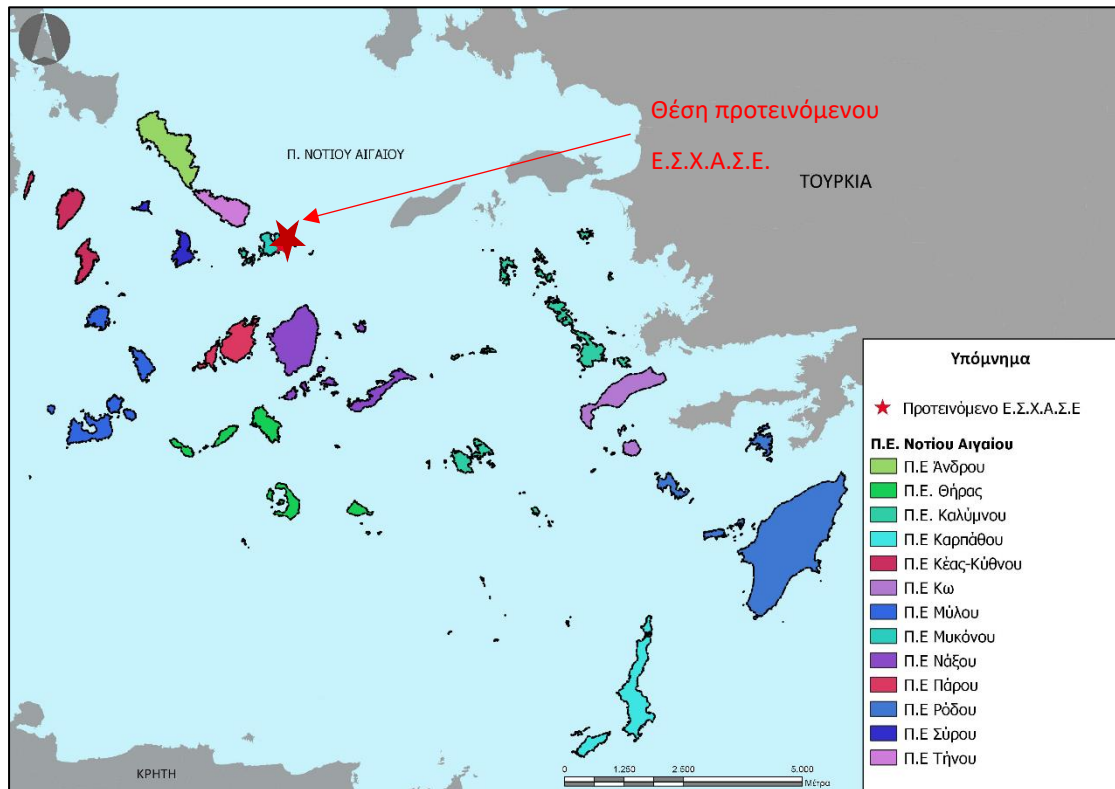 Θέση προτεινόμενου
Ε.Σ.Χ.Α.Σ.Ε.
Π. ΝΟΤΙΟΥ ΑΙΓΑΙΟΥ
ΤΟΥΡΚΙΑ
ΚΡΗΤΗ
Υπόμνημα
Προτεινόμενο Ε.Σ.Χ.Α.Σ.Ε
Π.Ε. Νοτίου Αιγαίου
Π.Ε Άνδρου
Π.Ε. Θήρας
Π.Ε. Καλύμνου
Π.Ε Καρπάθου
Π.Ε Κέας-Κύθνου
Π.Ε Κω
Π.Ε Μύλου
Π.Ε Μυκόνου
Π.Ε Νάξου
Π.Ε Πάρου
Π.Ε Ρόδου
Π.Ε Σύρου
Π.Ε Τήνου
0 1.250 2.500 5.000
Μέτρα